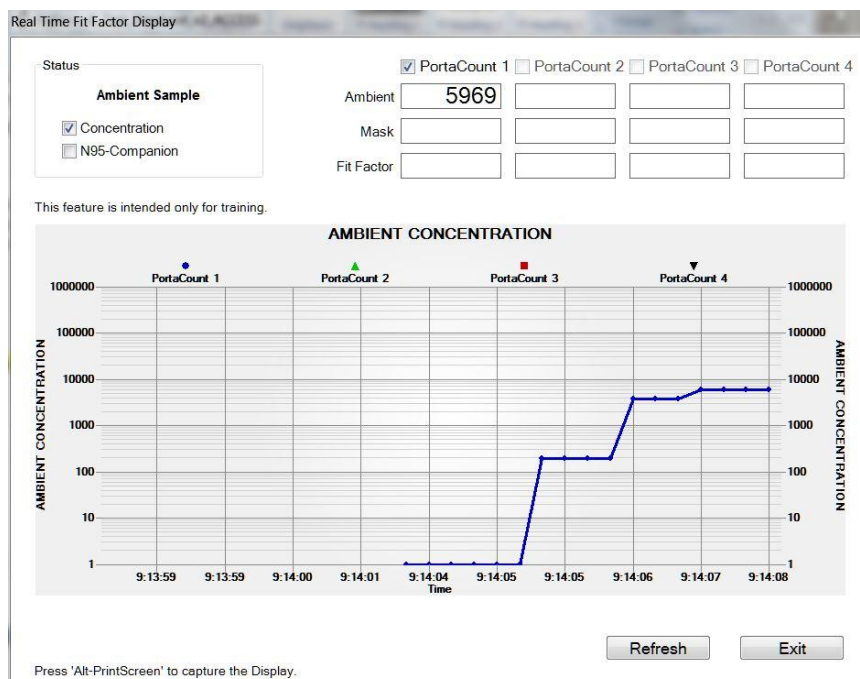 Real Time Fit Factor Display
Status
Ambient Sample
Concentration
N95-Companion
PortaCount 1 PortaCount 2 PortaCount 3 PortaCount 4
Ambient 5969
Mask
Fit Factor
This feature is intended only for training.
AMBIENT CONCENTRATION
PortaCount 1 PortaCount 2 PortaCount 3 PortaCount 4
1000000 1000000
100000 100000
10000 10000
1000 1000
100 100
10 10
1 1
AMBIENT CONCENTRATION
AMBIENT CONCENTRATION
9:13:59 9:13:59 9:14:00 9:14:01 9:14:04 9:14:05 9:14:05 9:14:06 9:14:07 9:14:08
Time
Refresh Exit
Press 'Alt-PrintScreen' to capture the Display.